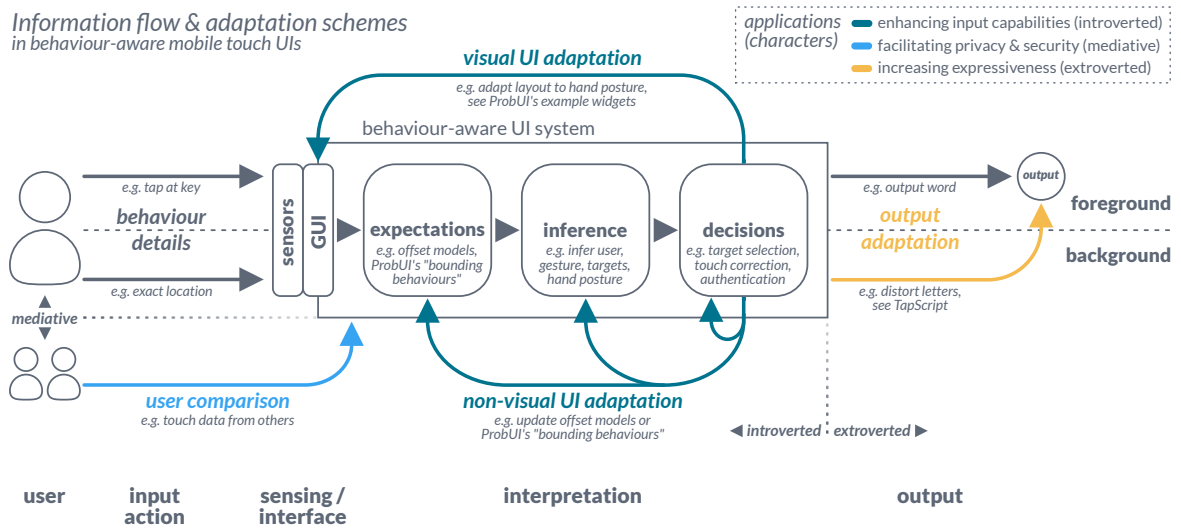 Information flow & adaptation schemes
in behaviour-aware mobile touch UIs
applications
(characters)
enhancing input capabilities (introverted)
facilitating privacy & security (mediative)
increasing expressiveness (extroverted)
visual UI adaptation
e.g. adapt layout to hand posture,
see ProbUI's example widgets
behaviour-aware UI system
e.g. tap at key
behaviour
details
e.g. exact location
sensors
GUI
expectations
e.g. offset models,
ProbUI's "bounding
behaviours"
inference
e.g. infer user,
gesture, targets,
hand posture
decisions
e.g. target selection,
touch correction,
authentication
e.g. output word
output
output
adaptation
foreground
background
e.g. distort letters,
see TapScript
mediative
user comparison
e.g. touch data from others
non-visual UI adaptation
e.g. update offset models or
ProbUI's "bounding behaviours"
introverted
extroverted
user
input
action
sensing /
interface
interpretation
output